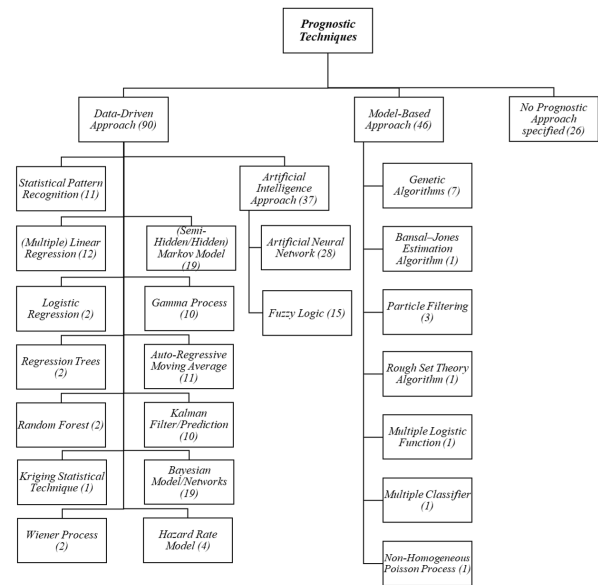 Prognostic
Techniques
Data-Driven
Approach (90)
Model-Based
Approach (46)
No Prognostic
Approach
specified (26)
Statistical Pattern
Recognition (11)
Artificial
Intelligence
Approach (37)
Genetic
Algorithms (7)
(Multiple) Linear
Regression (12)
(Semi-
Hidden/Hidden)
Markov Model
(19)
Artificial Neural
Network (28)
Bansal–Jones
Estimation
Algorithm (1)
Logistic
Regression (2)
Gamma Process
(10)
Fuzzy Logic (15)
Particle Filtering
(3)
Regression Trees
(2)
Auto-Regressive
Moving Average
(11)
Rough Set Theory
Algorithm (1)
Random Forest (2)
Kalman
Filter/Prediction
(10)
Multiple Logistic
Function (1)
Kriging Statistical
Technique (1)
Bayesian
Model/Networks
(19)
Multiple Classifier
(1)
Wiener Process
(2)
Hazard Rate
Model (4)
Non-Homogeneous
Poisson Process (1)